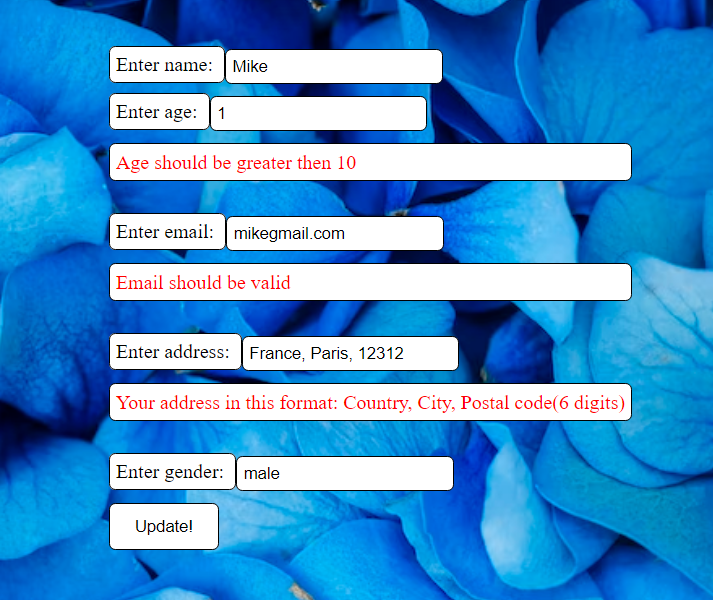 Enter name: Mike
Enter age: 1
Age should be greater then 10
Enter email: mikegmail.com
Email should be valid
Enter address: France, Paris, 12312
Your address in this format: Country, City, Postal code(6 digits)
Enter gender: male
Update!